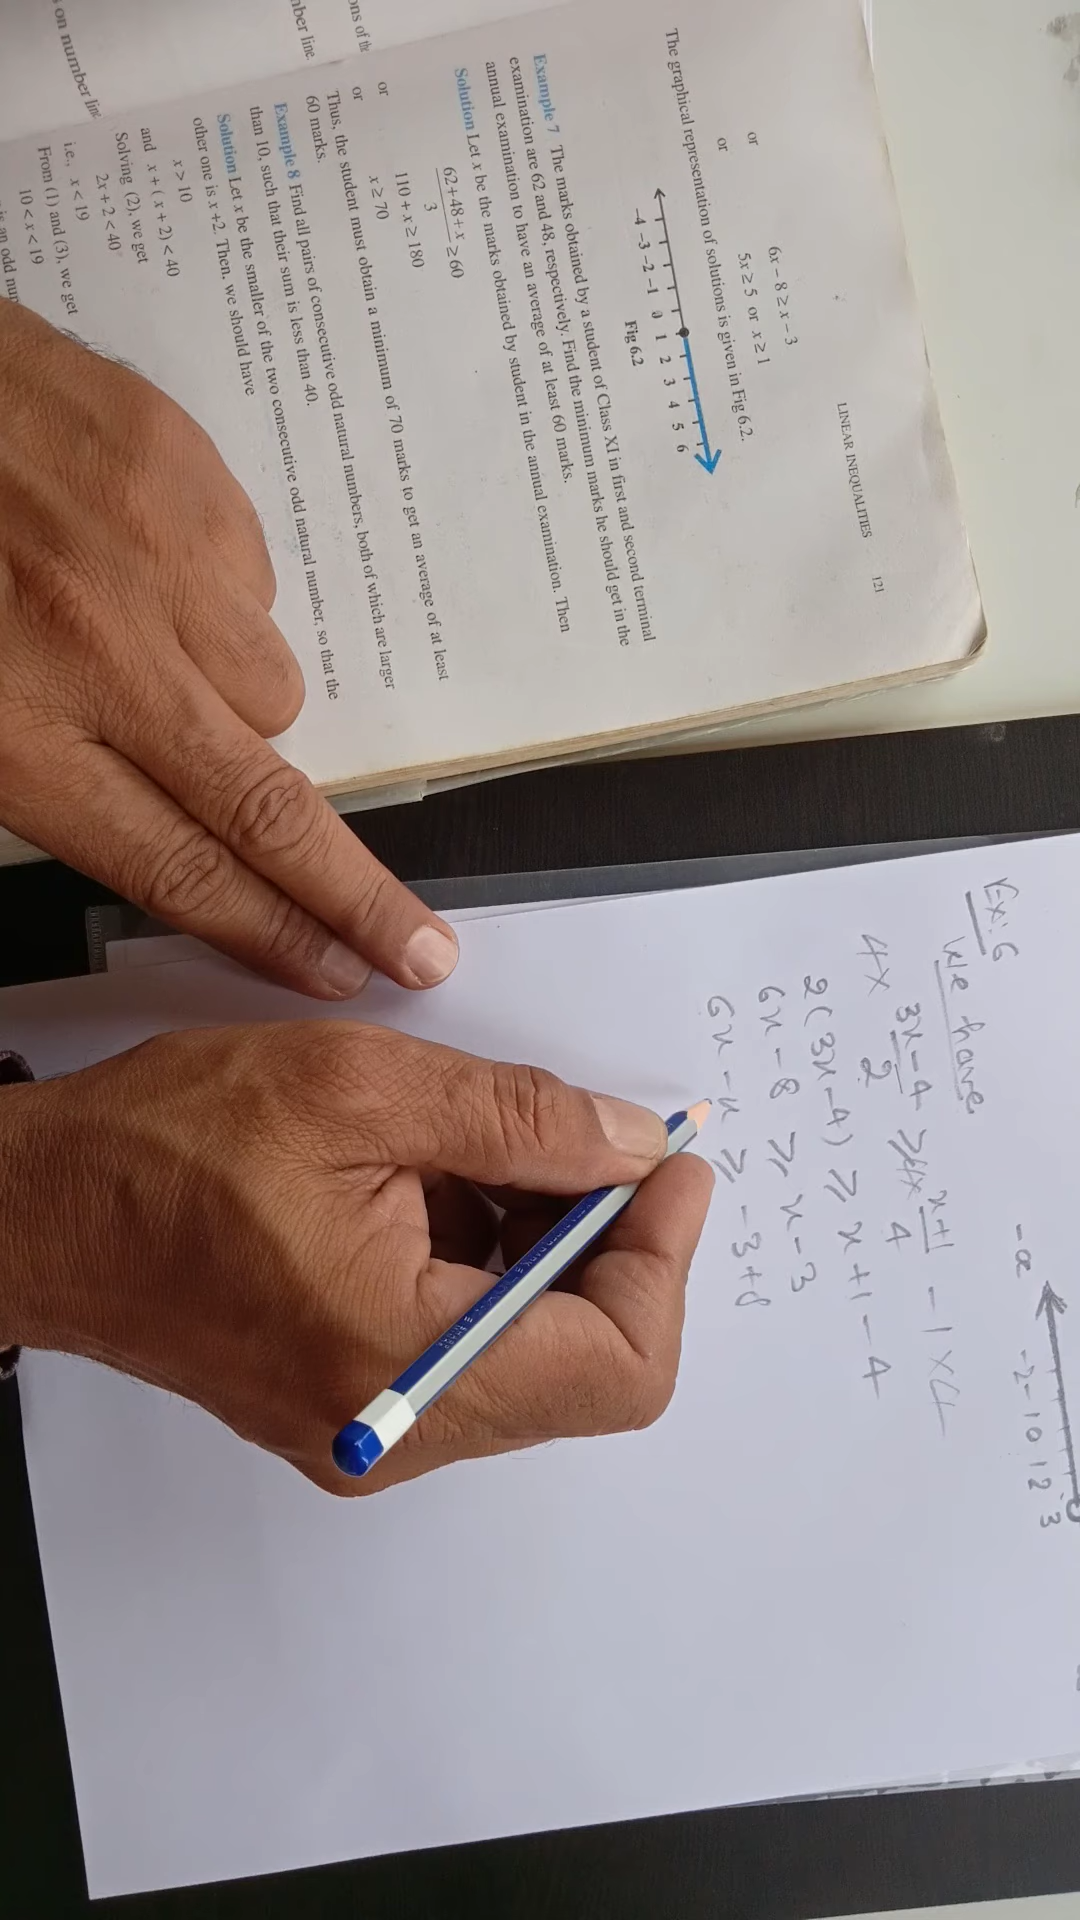 LINEAR INEQUALITIES 121
6x – 8 ≥ x – 3
or 5x ≥ 5 or x ≥ 1
or
The graphical representation of solutions is given in Fig 6.2.
–4 –3 –2 –1 0 1 2 3 4 5 6
Fig 6.2
Example 7 The marks obtained by a student of Class XI in first and second terminal
examination are 62 and 48, respectively. Find the minimum marks he should get in the
annual examination to have an average of at least 60 marks.
Solution Let x be the marks obtained by student in the annual examination. Then
62+48+x / 3 ≥ 60
or 110 + x ≥ 180
or x ≥ 70
Thus, the student must obtain a minimum of 70 marks to get an average of at least
60 marks.
Example 8 Find all pairs of consecutive odd natural numbers, both of which are larger
than 10, such that their sum is less than 40.
Solution Let x be the smaller of the two consecutive odd natural number, so that the
other one is x +2. Then, we should have
x > 10
and x + ( x + 2) < 40
Solving (2), we get
2x + 2 < 40
i.e., x < 19
From (1) and (3), we get
10 < x < 19
is an odd
ber line.
on number line
-2 -1 0 1 2 3
Ex: 6
We have
4x 3x-4 / 2 ≥ 4x x+1 / 4 - 1x4
2(3x-4) ≥ x+1-4
6x-8 ≥ x-3
6x-x ≥ -3+8